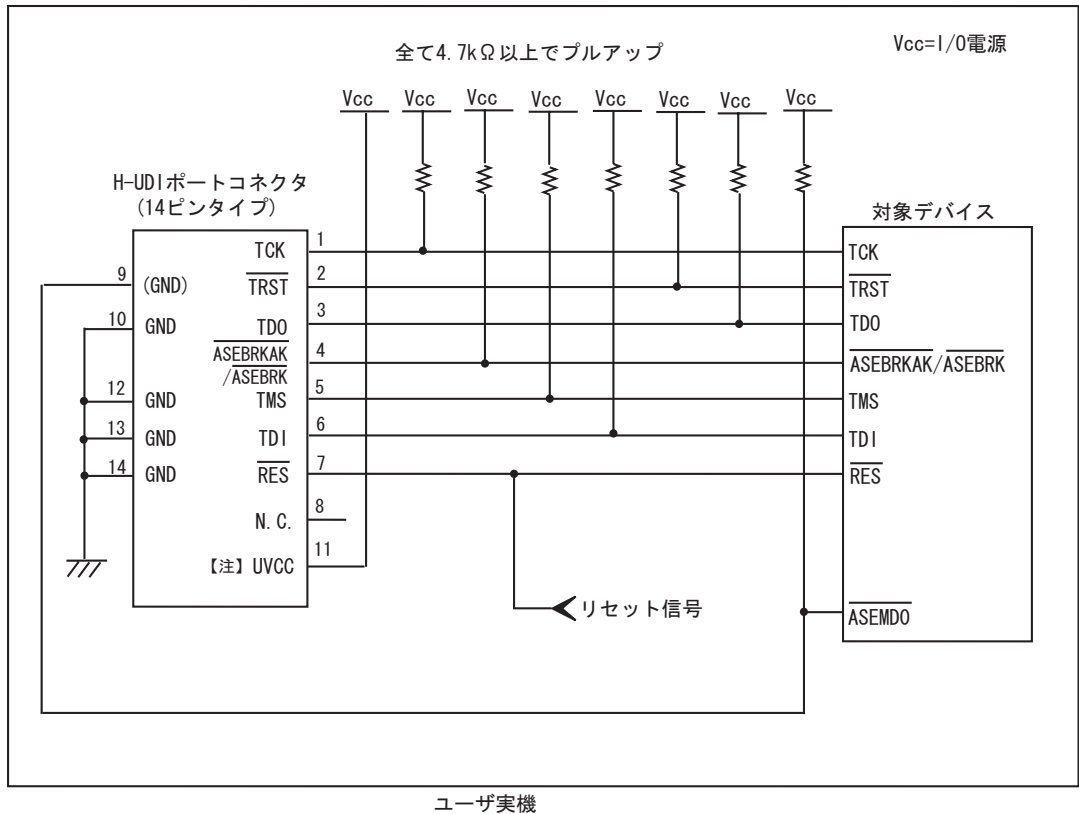 全て4.7kΩ以上でプルアップ
Vcc=I/O電源
Vcc Vcc Vcc Vcc Vcc Vcc Vcc Vcc
H-UDIポートコネクタ
(14ピンタイプ)
対象デバイス
TCK 1 TCK
9 (GND) TRST 2 TRST
10 GND TDO 3 TDO
ASEBRKAK
/ASEBRK 4 ASEBRKAK/ASEBRK
12 GND TMS 5 TMS
13 GND TDI 6 TDI
14 GND RES 7 RES
N.C. 8
【注】UVCC 11
リセット信号
ASEMD0
ユーザ実機